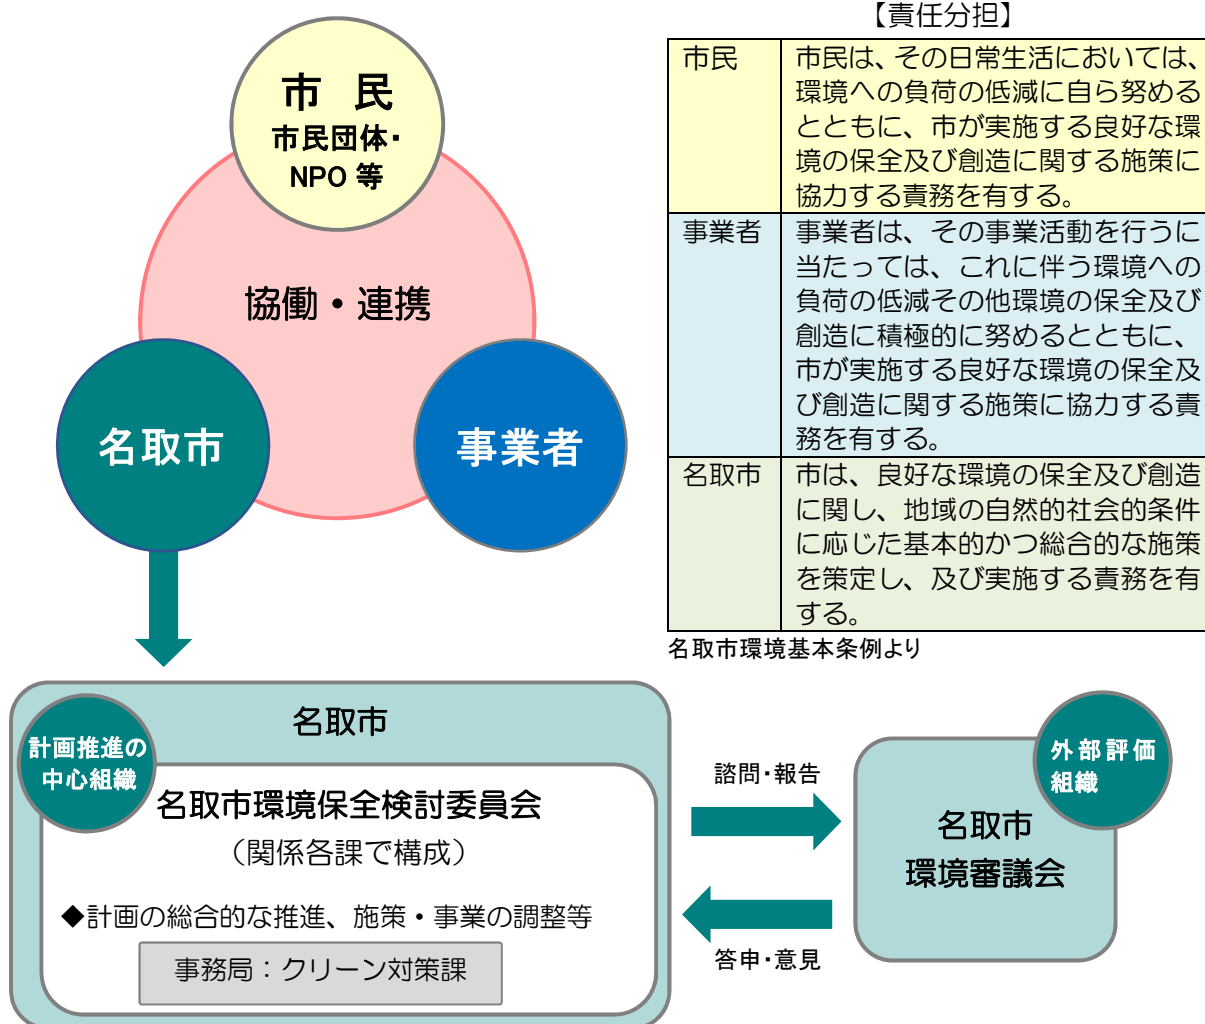 市 民
市民団体・
NPO 等
協働・連携
名取市
事業者
【責任分担】
市民
市民は、その日常生活においては、
環境への負荷の低減に自ら努める
とともに、市が実施する良好な環
境の保全及び創造に関する施策に
協力する責務を有する。
事業者
事業者は、その事業活動を行うに
当たっては、これに伴う環境への
負荷の低減その他環境の保全及び
創造に積極的に努めるとともに、
市が実施する良好な環境の保全及
び創造に関する施策に協力する責
務を有する。
名取市
市は、良好な環境の保全及び創造
に関し、地域の自然的社会的条件
に応じた基本的かつ総合的な施策
を策定し、及び実施する責務を有
する。
名取市環境基本条例より
計画推進の
中心組織
名取市
名取市環境保全検討委員会
（関係各課で構成）
◆計画の総合的な推進、施策・事業の調整等
事務局：クリーン対策課
諮問・報告
答申・意見
外部評価
組織
名取市
環境審議会